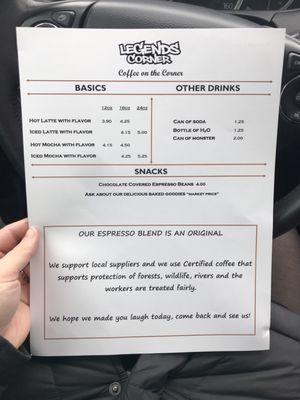 LEGENDS
CORNER
Coffee on the Corner
BASICS
12oz 16oz 24oz
Hot Latte with flavor 3.90 4.25
Iced Latte with flavor 4.15 5.00
Hot Mocha with flavor 4.15 4.50
Iced Mocha with flavor 4.25 5.25
OTHER DRINKS
Can of soda 1.25
Bottle of H2O 1.25
Can of monster 2.00
SNACKS
Chocolate Covered Espresso Beans 4.00
Ask about our delicious baked goodies *market price*
OUR ESPRESSO BLEND IS AN ORIGINAL
We support local suppliers and we use Certified coffee that
supports protection of forests, wildlife, rivers and the
workers are treated fairly.
We hope we made you laugh today, come back and see us!
160